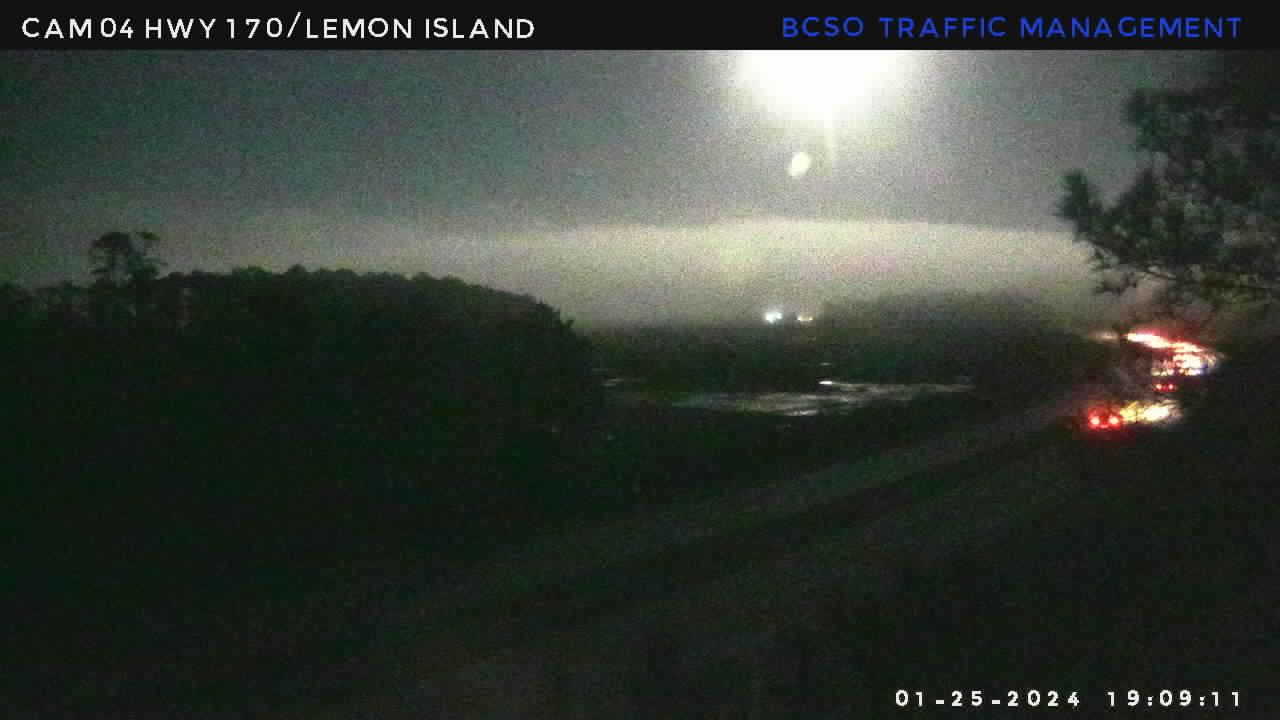 CAM04 HWY 170/LEMON ISLAND
BCSO TRAFFIC MANAGEMENT
01-25-2024 19:09:11